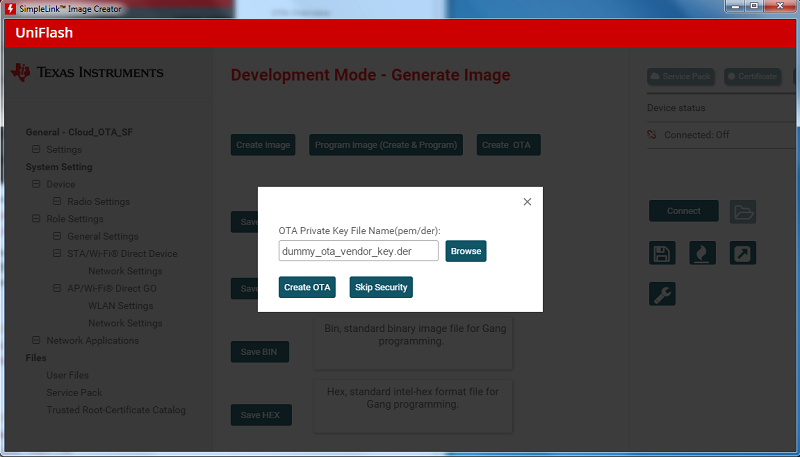 SimpleLink™ Image Creator
UniFlash
TEXAS INSTRUMENTS
Development Mode - Generate Image
Service Pack
Certificate
Device status
General - Cloud_OTA_SF
Settings
Connected: Off
Create Image
Program Image (Create & Program)
Create OTA
System Setting
Device
Radio Settings
Role Settings
General Settings
STA/Wi-Fi® Direct Device
Network Settings
AP/Wi-Fi® Direct GO
WLAN Settings
Network Settings
Network Applications
Files
User Files
Service Pack
Trusted Root-Certificate Catalog
Connect
OTA Private Key File Name(pem/der):
dummy_ota_vendor_key.der
Browse
Create OTA
Skip Security
Save
Save
Bin, standard binary image file for Gang
programming.
Save BIN
Hex, standard intel-hex format file for
Gang programming.
Save HEX